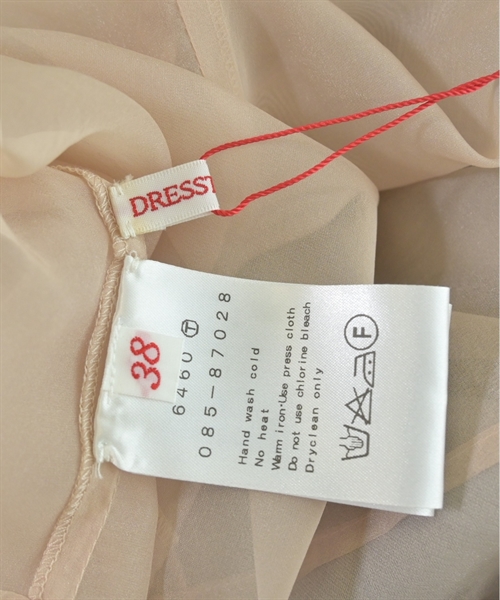 DRESST
38
6460 Ⓣ
085-87028
Hand wash cold
No heat
Warm iron·Use press cloth
Do not use chlorine bleach
Dryclean only
F